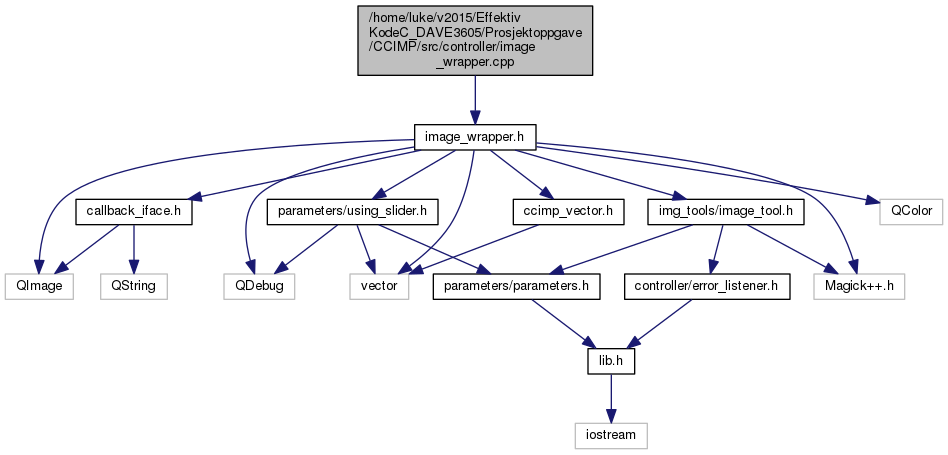 /home/luke/v2015/Effektiv
KodeC_DAVE3605/Prosjektoppgave
/CCIMP/src/controller/image
_wrapper.cpp
image_wrapper.h
callback_iface.h
parameters/using_slider.h
ccimp_vector.h
img_tools/image_tool.h
QColor
QImage
QString
QDebug
vector
parameters/parameters.h
controller/error_listener.h
Magick++.h
lib.h
iostream